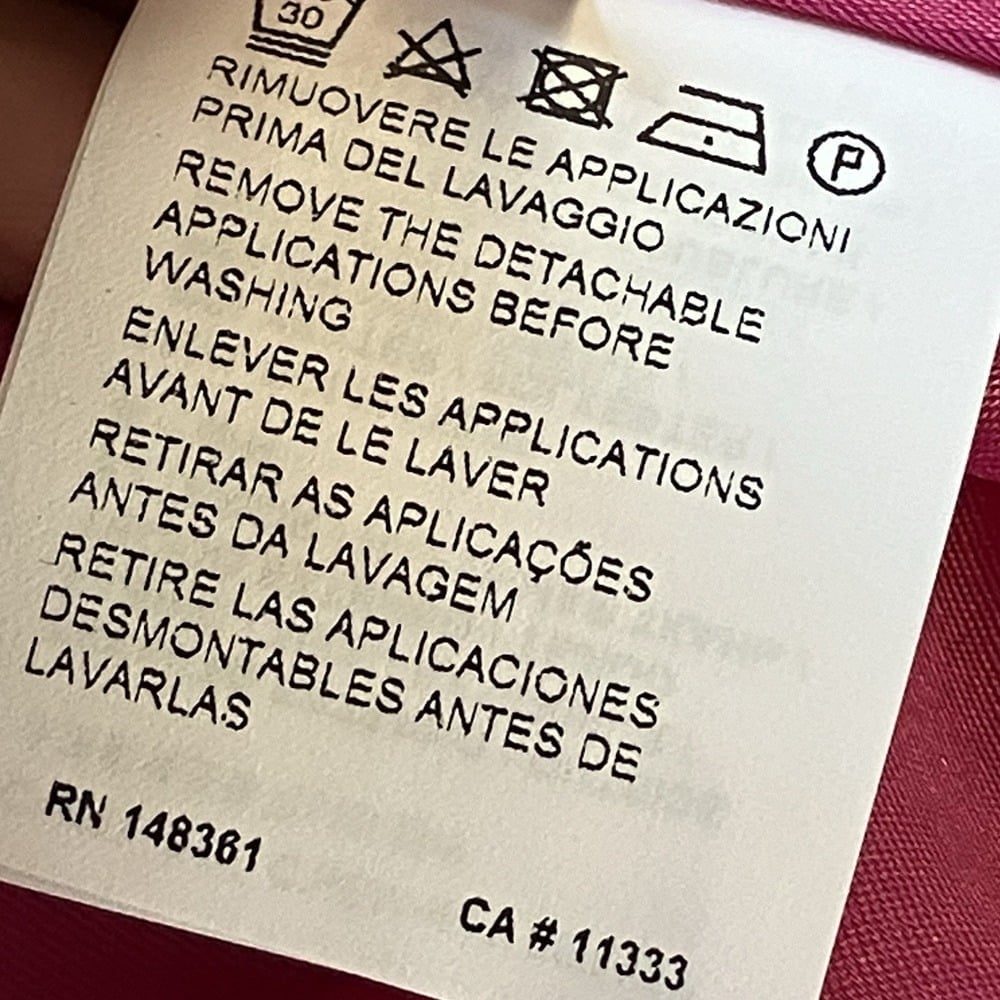 30
P
RIMUOVERE LE APPLICAZIONI
PRIMA DEL LAVAGGIO
REMOVE THE DETACHABLE
APPLICATIONS BEFORE
WASHING
ENLEVER LES APPLICATIONS
AVANT DE LE LAVER
RETIRAR AS APLICAÇÕES
ANTES DA LAVAGEM
RETIRE LAS APLICACIONES
DESMONTABLES ANTES DE
LAVARLAS
RN 148361
CA # 11333